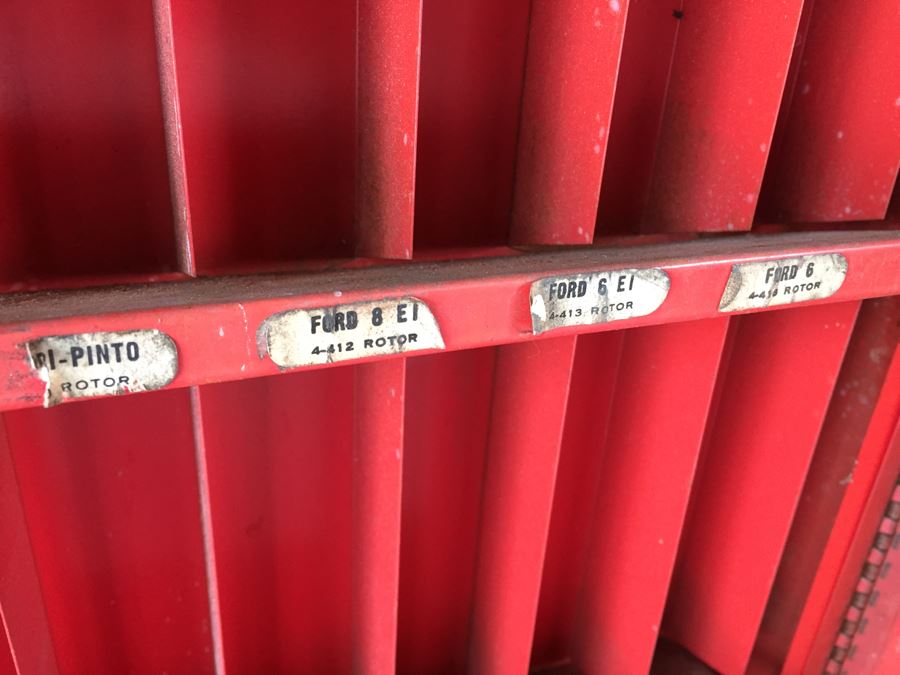 RI-PINTO
ROTOR
FORD 8 EI
4-412 ROTOR
FORD 6 EI
4-413 ROTOR
FORD 6
ROTOR